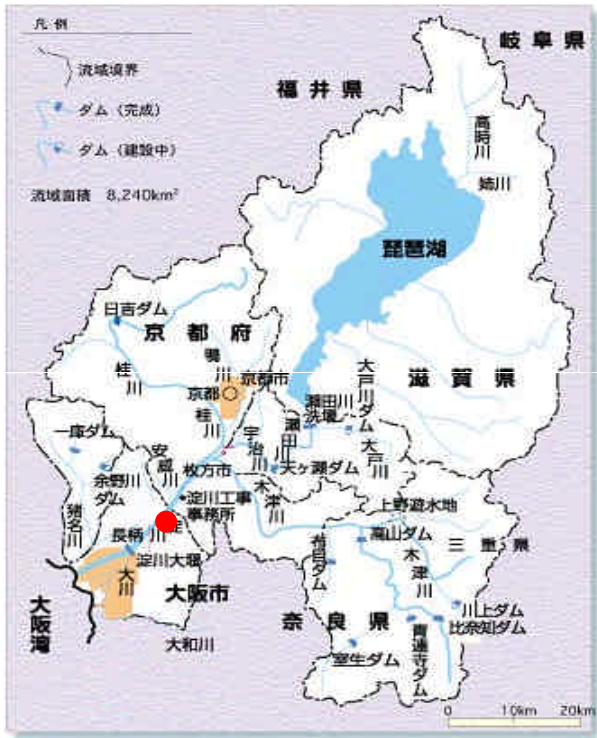 凡例
流域境界
ダム（完成）
ダム（建設中）
流域面積 8,240km²
岐阜県
福井県
高時川
姉川
琵琶湖
日吉ダム
京都府
鴨川
桂川
京都
京都市
桂川
滋賀県
大戸川ダム
瀬田川洗堰
瀬田川
大戸川
宇治川
天ヶ瀬ダム
一庫ダム
余野川ダム
安威川
枚方市
淀川工事事務所
木津川
猪名川
長柄
川
淀川大堰
大川
大阪市
大阪湾
大和川
上野遊水地
高山ダム
布目ダム
木津川
三重県
川上ダム
比奈知ダム
奈良県
青蓮寺ダム
室生ダム
0 10km 20km